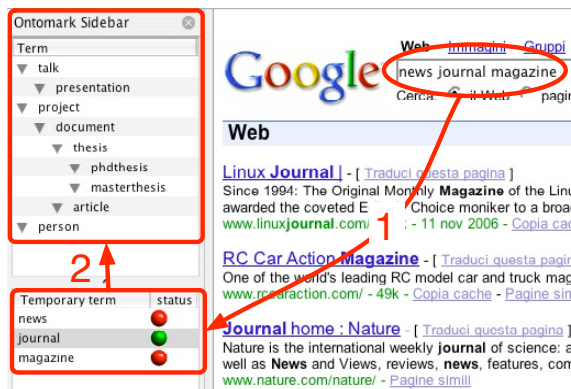 Ontomark Sidebar
Term
talk
presentation
project
document
thesis
phdthesis
masterthesis
article
person
2
Temporary term status
news
journal
magazine
Google
Web Immagini Gruppi
news journal magazine
Cerca: il Web pagin
Web
Linux Journal | - [ Traduci questa pagina ]
Since 1994: The Original Monthly Magazine of the Linu
awarded the coveted Choice moniker to a broa
www.linuxjournal.com/ - 11 nov 2006 - Copia cac
1
RC Car Action Magazine - [ Traduci questa pagin
One of the world's leading RC model car and truck mag
www.rccaraction.com/ - 49k - Copia cache - Pagine sim
Journal home : Nature - [ Traduci questa pagina ]
Nature is the international weekly journal of science: a
well as News and Views, reviews, news, features, com
www.nature.com/nature/ - Pagine simili